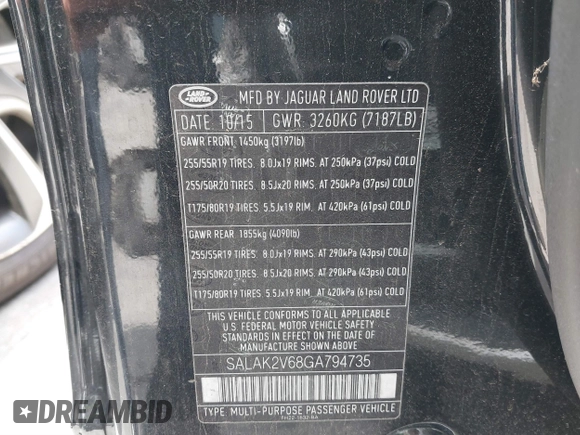 LAND ROVER
MFD BY JAGUAR LAND ROVER LTD
DATE 10/15 GWR 3260KG (7187LB)
GAWR FRONT 1450kg (3197lb)
255/55R19 TIRES. 8.0Jx19 RIMS. AT 250kPa (37psi) COLD
255/50R20 TIRES 8.5Jx20 RIMS. AT 250kPa (37psi) COLD
T175/80R19 TIRES. 5.5Jx19 RIM. AT 420kPa (61psi) COLD
GAWR REAR 1855kg (4090lb)
255/55R19 TIRES 8.0Jx19 RIMS. AT 290kPa (43psi) COLD
255/50R20 TIRES 8.5Jx20 RIMS. AT 290kPa (43psi) COLD
T175/80R19 TIRES 5.5Jx19 RIM. AT 420kPa (61psi) COLD
THIS VEHICLE CONFORMS TO ALL APPLICABLE
U.S. FEDERAL MOTOR VEHICLE SAFETY
STANDARDS IN EFFECT ON THE DATE OF
MANUFACTURE SHOWN ABOVE.
SALAK2V68GA794735
TYPE: MULTI-PURPOSE PASSENGER VEHICLE
DREAMBID